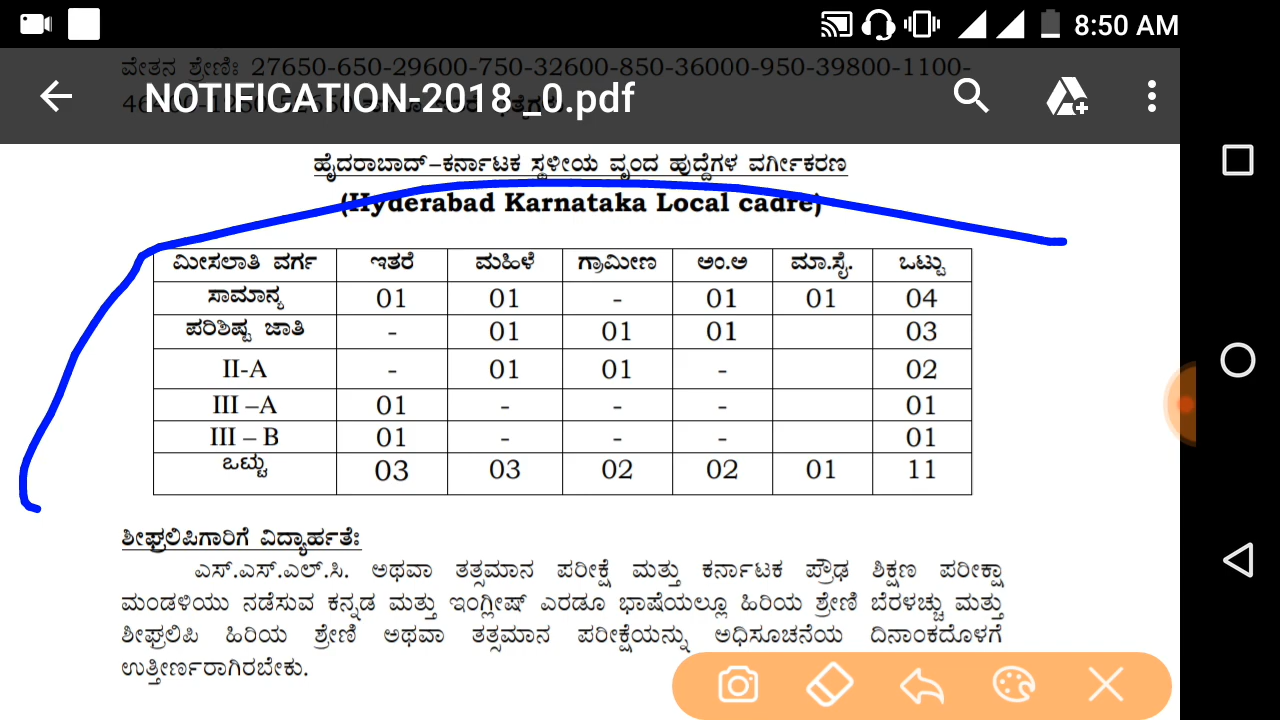 8:50 AM
ವೇತನ ಶ್ರೇಣಿಃ 27650-650-29600-750-32600-850-36000-950-39800-1100-
NOTIFICATION-2018_0.pdf
ಹೈದರಾಬಾದ್-ಕರ್ನಾಟಕ ಸ್ಥಳೀಯ ವೃಂದ ಹುದ್ದೆಗಳ ವರ್ಗೀಕರಣ
(Hyderabad Karnataka Local cadre)
ಮೀಸಲಾತಿ ವರ್ಗ ಇತರೆ ಮಹಿಳೆ ಗ್ರಾಮೀಣ ಅಂ.ಅ ಮಾ.ಸೈ. ಒಟ್ಟು
ಸಾಮಾನ್ಯ 01 01 - 01 01 04
ಪರಿಶಿಷ್ಟ ಜಾತಿ - 01 01 01 03
II-A - 01 01 - 02
III –A 01 - - - 01
III – B 01 - - - 01
ಒಟ್ಟು 03 03 02 02 01 11
ಶೀಘ್ರಲಿಪಿಗಾರಿಗೆ ವಿದ್ಯಾರ್ಹತೆಃ
ಎಸ್.ಎಸ್.ಎಲ್.ಸಿ. ಅಥವಾ ತತ್ಸಮಾನ ಪರೀಕ್ಷೆ ಮತ್ತು ಕರ್ನಾಟಕ ಪ್ರೌಢ ಶಿಕ್ಷಣ ಪರೀಕ್ಷಾ
ಮಂಡಳಿಯು ನಡೆಸುವ ಕನ್ನಡ ಮತ್ತು ಇಂಗ್ಲೀಷ್ ಎರಡೂ ಭಾಷೆಯಲ್ಲೂ ಹಿರಿಯ ಶ್ರೇಣಿ ಬೆರಳಚ್ಚು ಮತ್ತು
ಶೀಘ್ರಲಿಪಿ ಹಿರಿಯ ಶ್ರೇಣಿ ಅಥವಾ ತತ್ಸಮಾನ ಪರೀಕ್ಷೆಯನ್ನು ಅಧಿಸೂಚನೆಯ ದಿನಾಂಕದೊಳಗೆ
ಉತ್ತೀರ್ಣರಾಗಿರಬೇಕು.